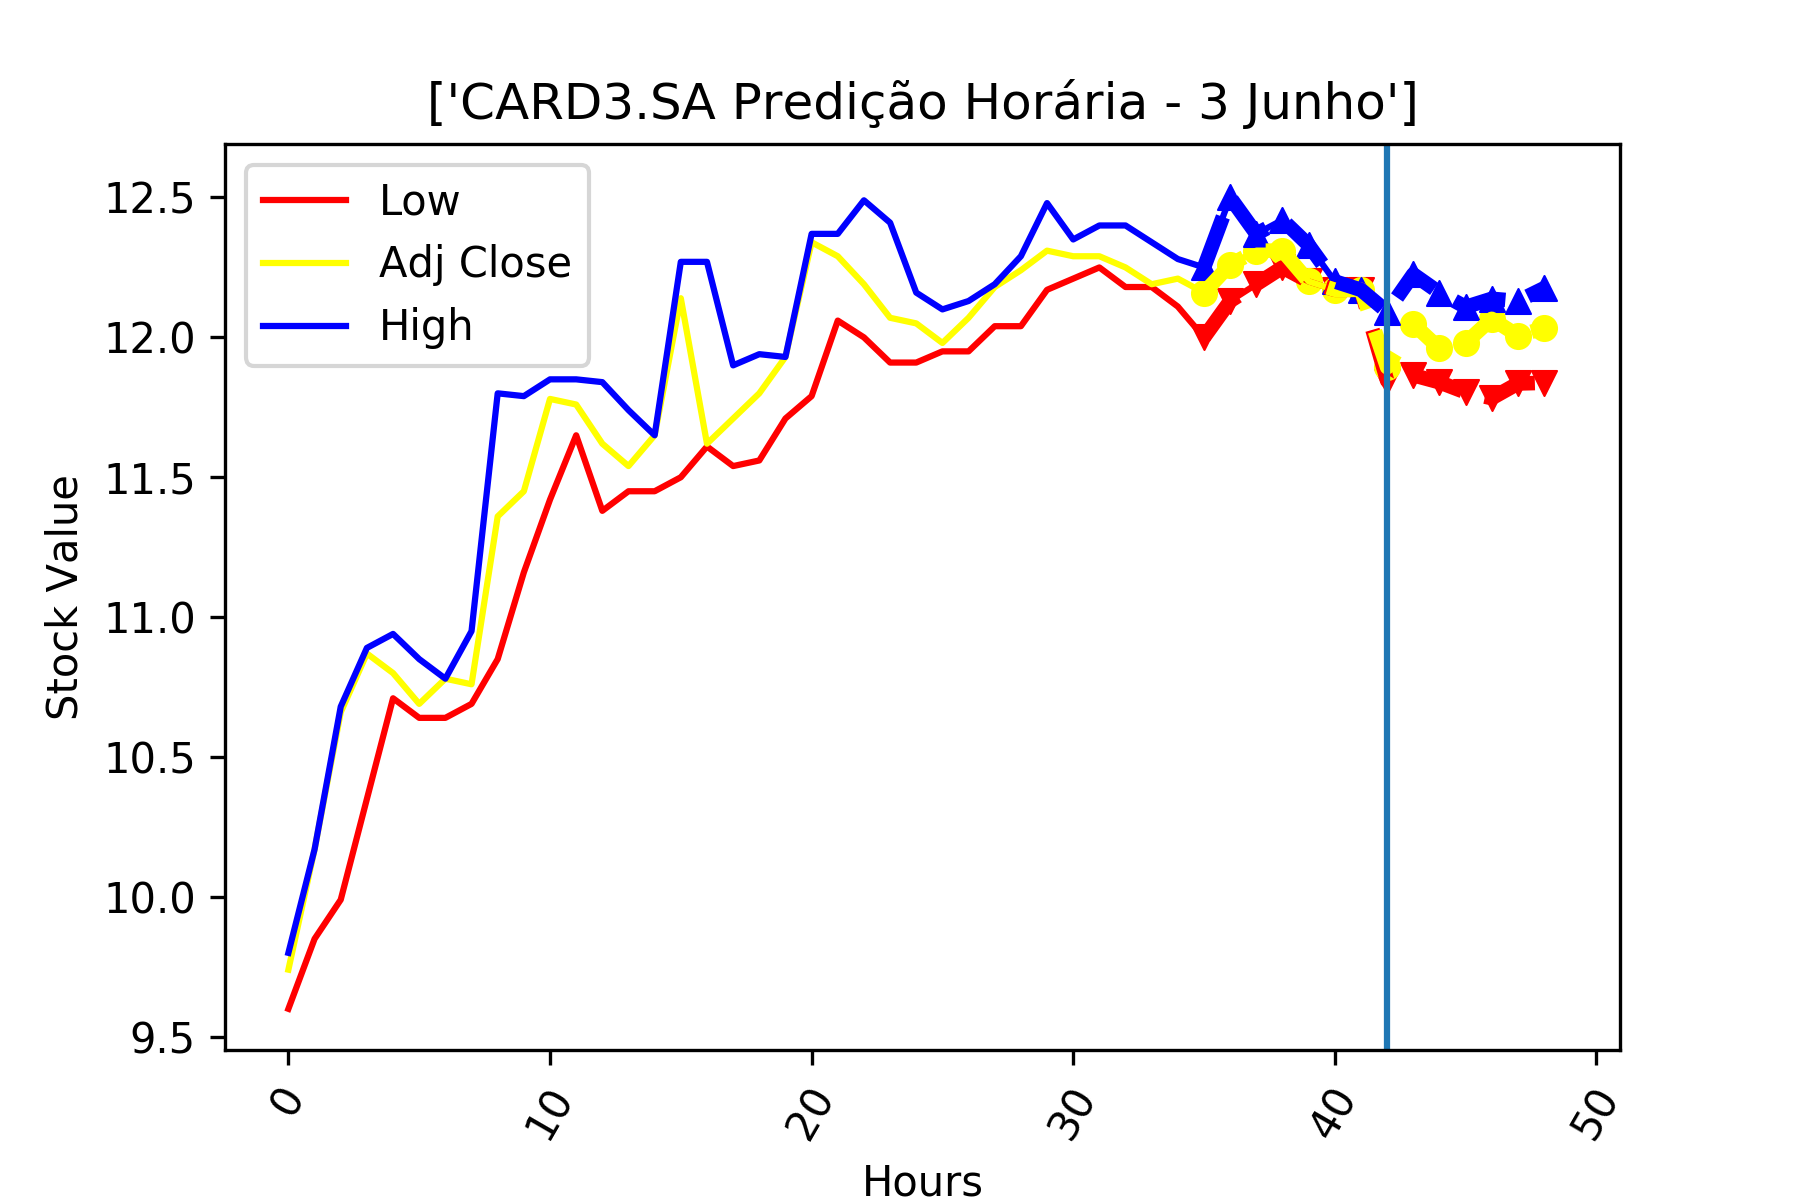 ['CARD3.SA Predição Horária - 3 Junho']
Low
Adj Close
High
12.5
12.0
11.5
11.0
10.5
10.0
9.5
Stock Value
0 10 20 30 40 50
Hours